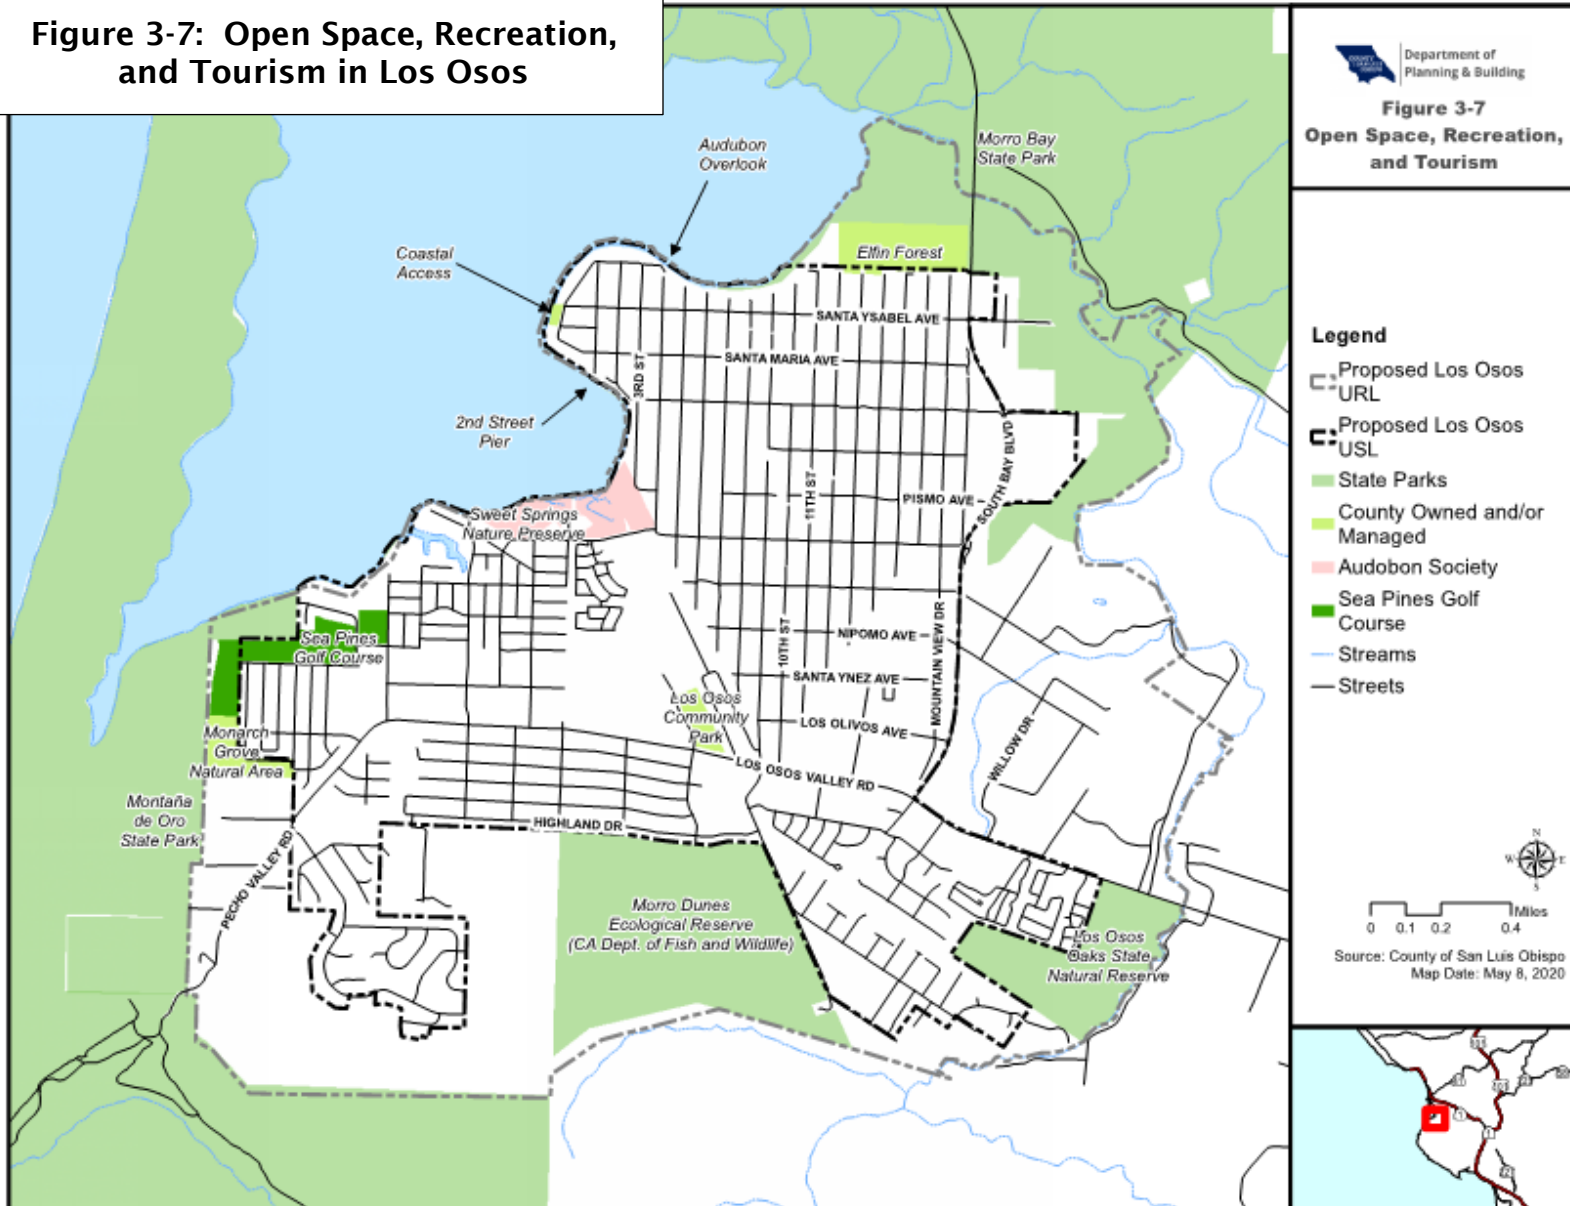 Figure 3-7:  Open Space, Recreation,
and Tourism in Los Osos
Department of
Planning & Building
Figure 3-7
Open Space, Recreation,
and Tourism
Audubon
Overlook
Morro Bay
State Park
Coastal
Access
Elfin Forest
SANTA YSABEL AVE
SANTA MARIA AVE
3RD ST
2nd Street
Pier
SOUTH BAY BLVD
11TH ST
PISMO AVE
Sweet Springs
Nature Preserve
NIPOMO AVE
MOUNTAIN VIEW DR
10TH ST
Sea Pines
Golf Course
SANTA YNEZ AVE
Los Osos
Community
Park
LOS OLIVOS AVE
WILLOW DR
Monarch
Grove
Natural Area
LOS OSOS VALLEY RD
Montaña
de Oro
State Park
HIGHLAND DR
PECHO VALLEY RD
Morro Dunes
Ecological Reserve
(CA Dept. of Fish and Wildlife)
Los Osos
Oaks State
Natural Reserve
Legend
Proposed Los Osos
URL
Proposed Los Osos
USL
State Parks
County Owned and/or
Managed
Audobon Society
Sea Pines Golf
Course
Streams
Streets
N
W
E
S
Miles
0 0.1 0.2 0.4
Source: County of San Luis Obispo
Map Date: May 8, 2020
101
101
1
1